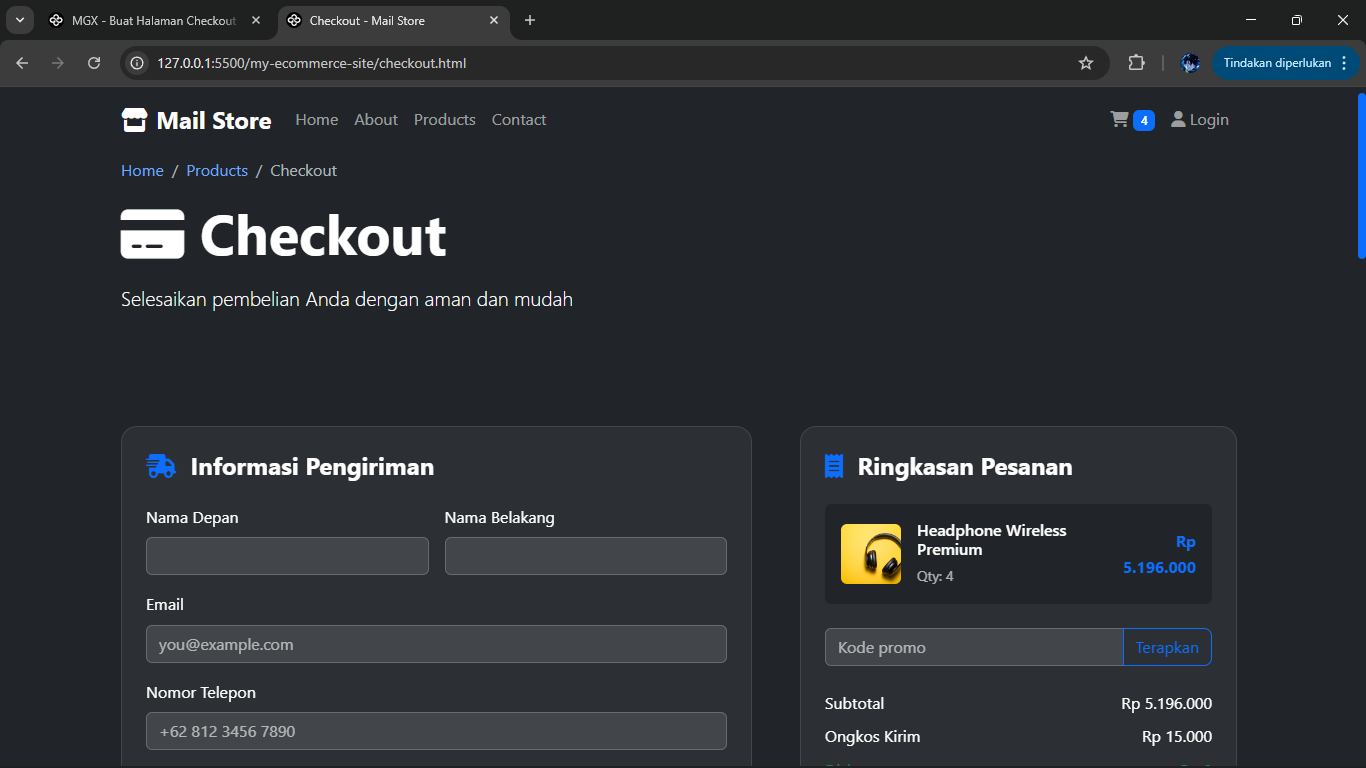 MGX - Buat Halaman Checkout
Checkout - Mail Store
127.0.0.1:5500/my-ecommerce-site/checkout.html
Tindakan diperlukan
Mail Store
Home
About
Products
Contact
4
Login
Home / Products / Checkout
Checkout
Selesaikan pembelian Anda dengan aman dan mudah
Informasi Pengiriman
Nama Depan
Nama Belakang
Email
you@example.com
Nomor Telepon
+62 812 3456 7890
Ringkasan Pesanan
Headphone Wireless
Premium
Qty: 4
Rp
5.196.000
Kode promo
Terapkan
Subtotal
Rp 5.196.000
Ongkos Kirim
Rp 15.000